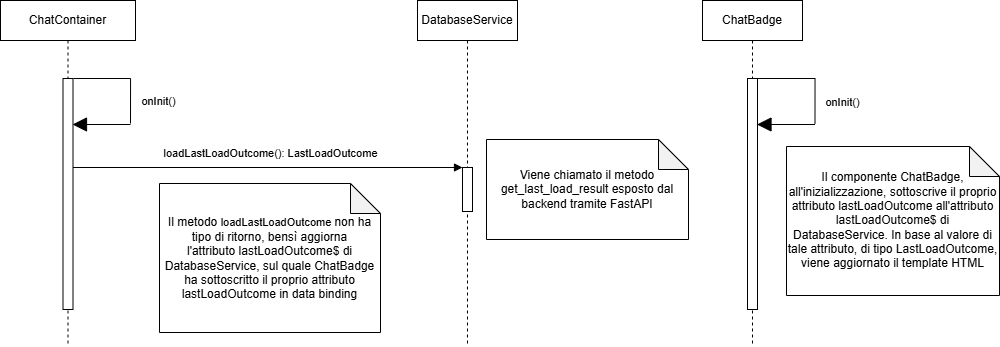 ChatContainer
DatabaseService
ChatBadge
onInit()
onInit()
loadLastLoadOutcome(): LastLoadOutcome
Viene chiamato il metodo
get_last_load_result esposto dal
backend tramite FastAPI
Il componente ChatBadge,
all'inizializzazione, sottoscrive il proprio
attributo lastLoadOutcome all'attributo
lastLoadOutcome$ di
DatabaseService. In base al valore di
tale attributo, di tipo LastLoadOutcome,
viene aggiornato il template HTML
Il metodo loadLastLoadOutcome non ha
tipo di ritorno, bensì aggiorna
l'attributo lastLoadOutcome$ di
DatabaseService, sul quale ChatBadge
ha sottoscritto il proprio attributo
lastLoadOutcome in data binding